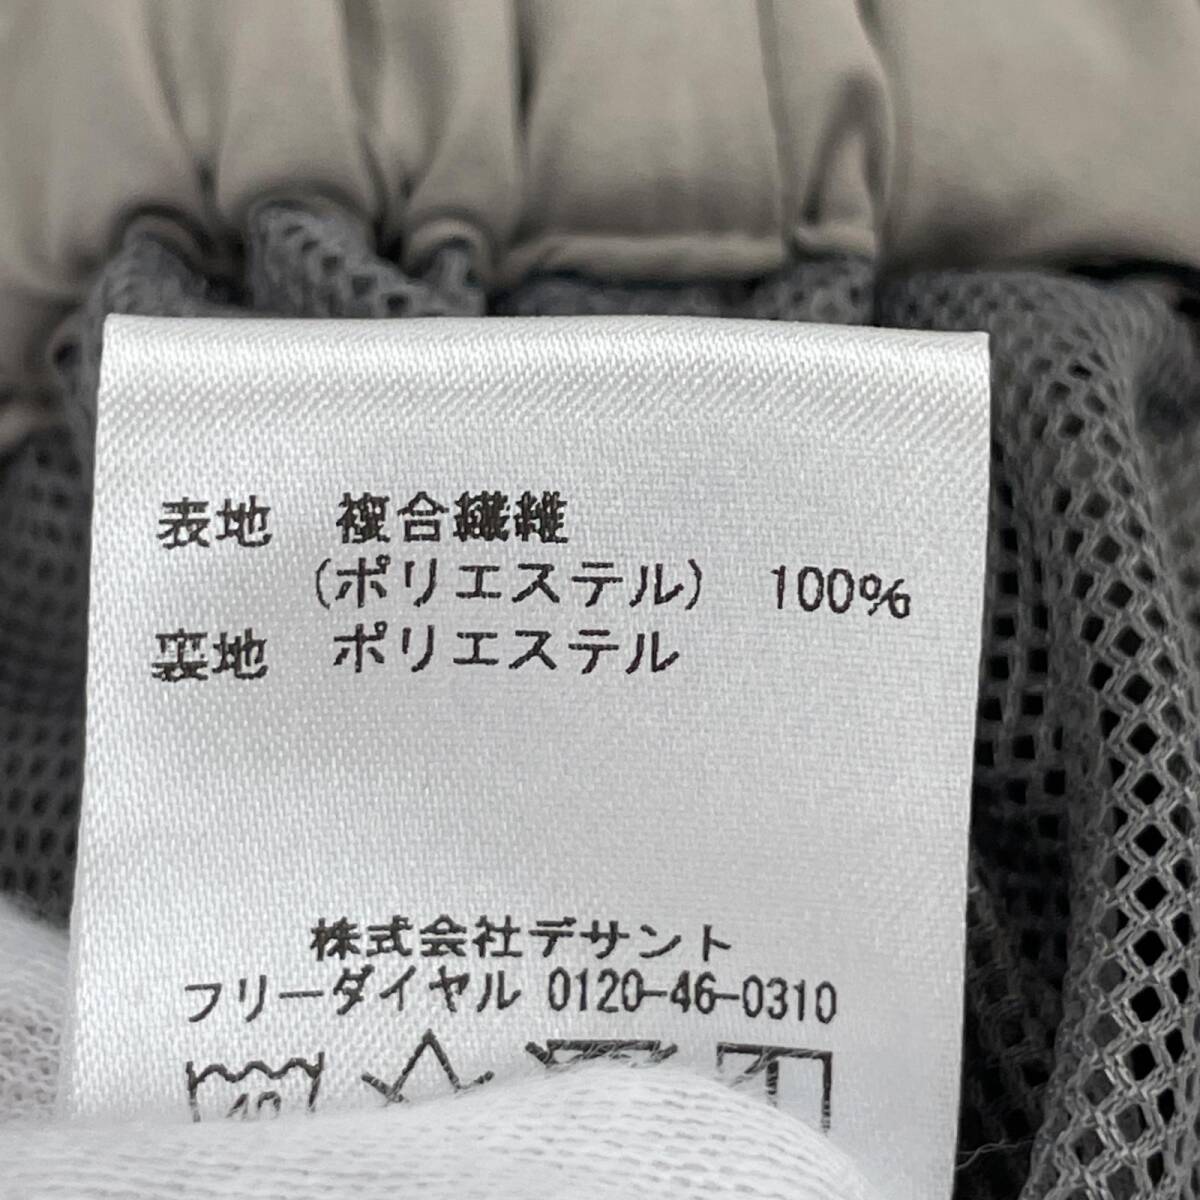 表地 複合繊維
(ポリエステル) 100%
裏地 ポリエステル
株式会社デサント
フリーダイヤル 0120-46-0310
40